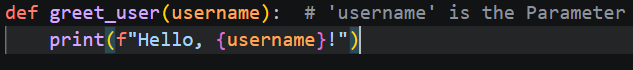 def greet_user(username):  # 'username' is the Parameter
    print(f"Hello, {username}!")